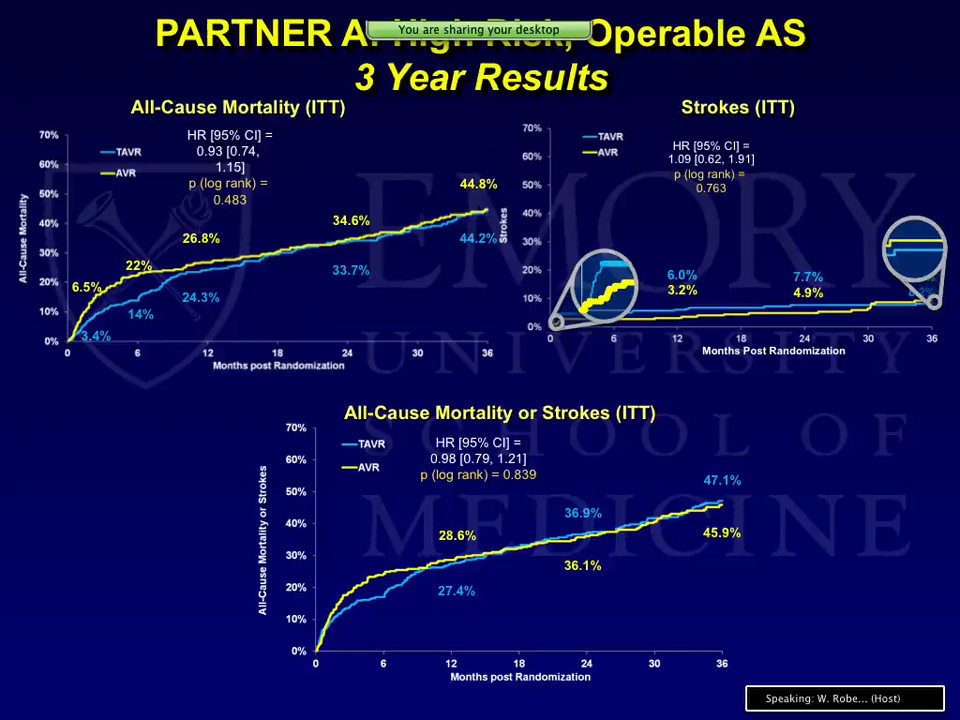 PARTNER A: High Risk, Operable AS
You are sharing your desktop
3 Year Results
All-Cause Mortality (ITT)
HR [95% CI] =
0.93 [0.74,
1.15]
p (log rank) =
0.483
TAVR
AVR
All-Cause Mortality
70%
60%
50%
40%
30%
20%
10%
0%
6.5%
22%
26.8%
34.6%
44.8%
3.4%
14%
24.3%
33.7%
44.2%
0 6 12 18 24 30 36
Months post Randomization
Strokes (ITT)
HR [95% CI] =
1.09 [0.62, 1.91]
p (log rank) =
0.763
TAVR
AVR
Strokes
70%
60%
50%
40%
30%
20%
10%
0%
6.0%
3.2%
7.7%
4.9%
0 6 12 18 24 30 36
Months Post Randomization
All-Cause Mortality or Strokes (ITT)
HR [95% CI] =
0.98 [0.79, 1.21]
p (log rank) = 0.839
TAVR
AVR
All-Cause Mortality or Strokes
70%
60%
50%
40%
30%
20%
10%
0%
28.6%
27.4%
36.9%
36.1%
47.1%
45.9%
0 6 12 18 24 30 36
Months post Randomization
EMORY
UNIVERSITY
SCHOOL OF
MEDICINE
Speaking: W. Robe... (Host)